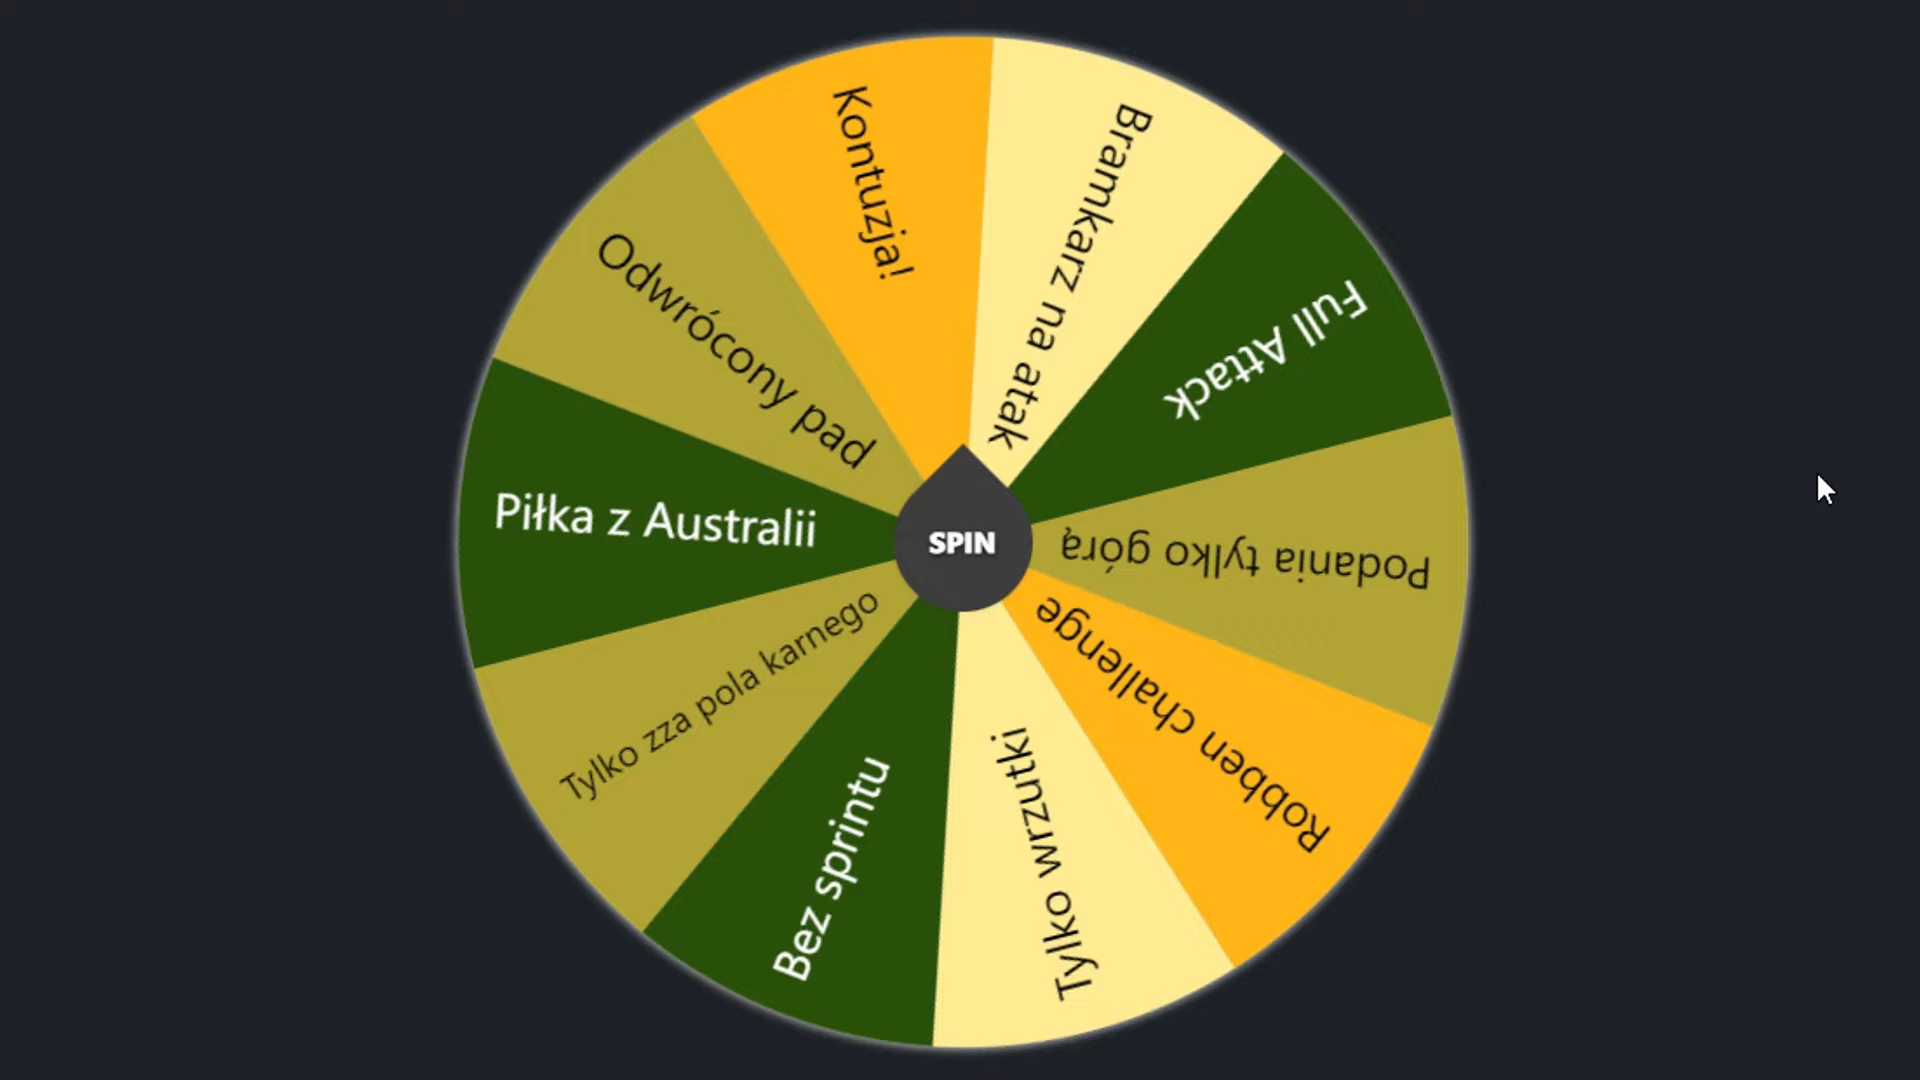 Kontuzja!
Bramkarz na atak
Full Attack
Podania tylko górą
Robben challenge
Tylko wrzutki
Bez sprintu
Tylko zza pola karnego
Piłka z Australii
Odwrócony pad
SPIN